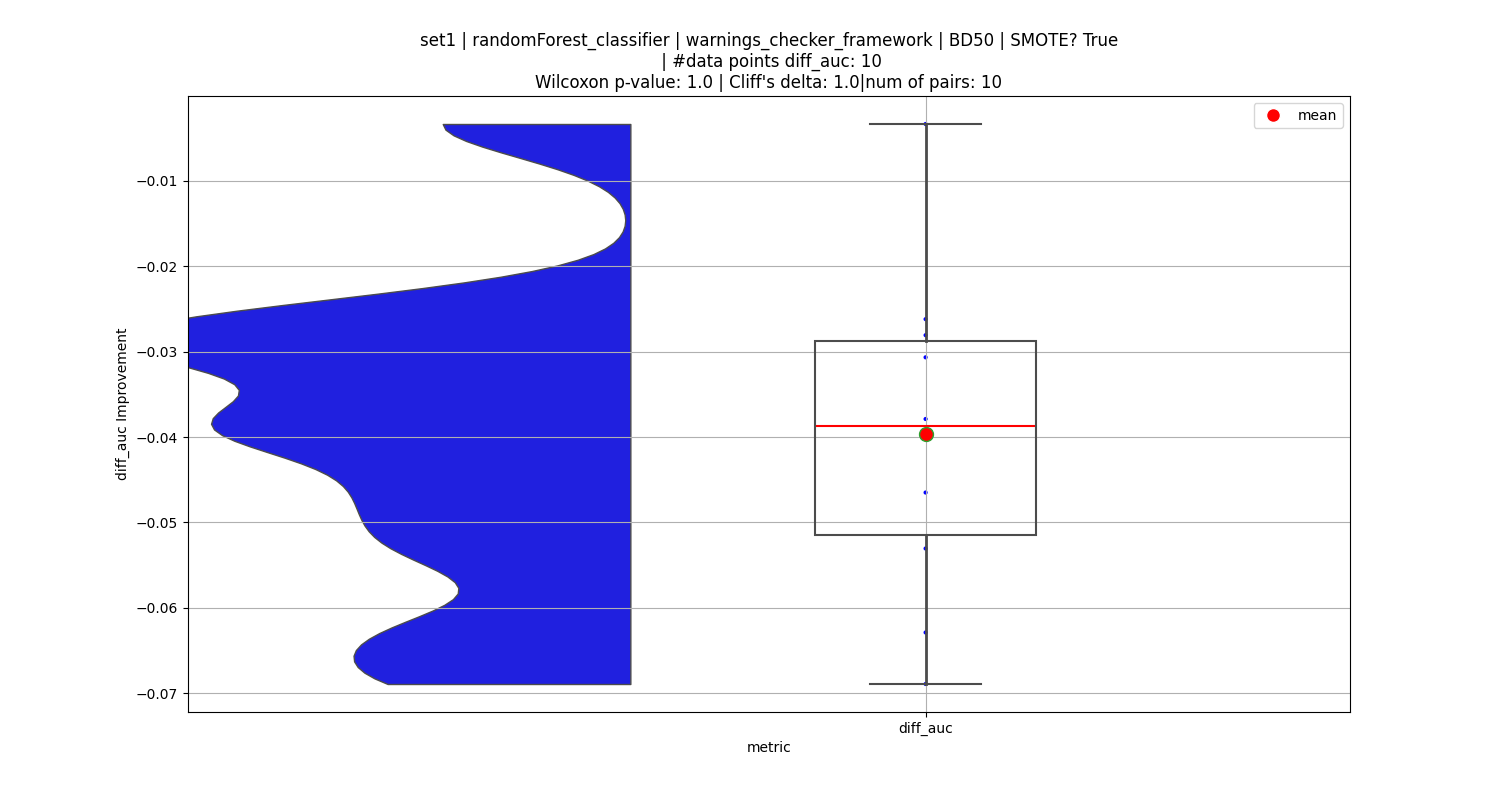 set1 | randomForest_classifier | warnings_checker_framework | BD50 | SMOTE? True
| #data points diff_auc: 10
Wilcoxon p-value: 1.0 | Cliff's delta: 1.0|num of pairs: 10
mean
−0.01
−0.02
−0.03
−0.04
−0.05
−0.06
−0.07
diff_auc Improvement
diff_auc
metric